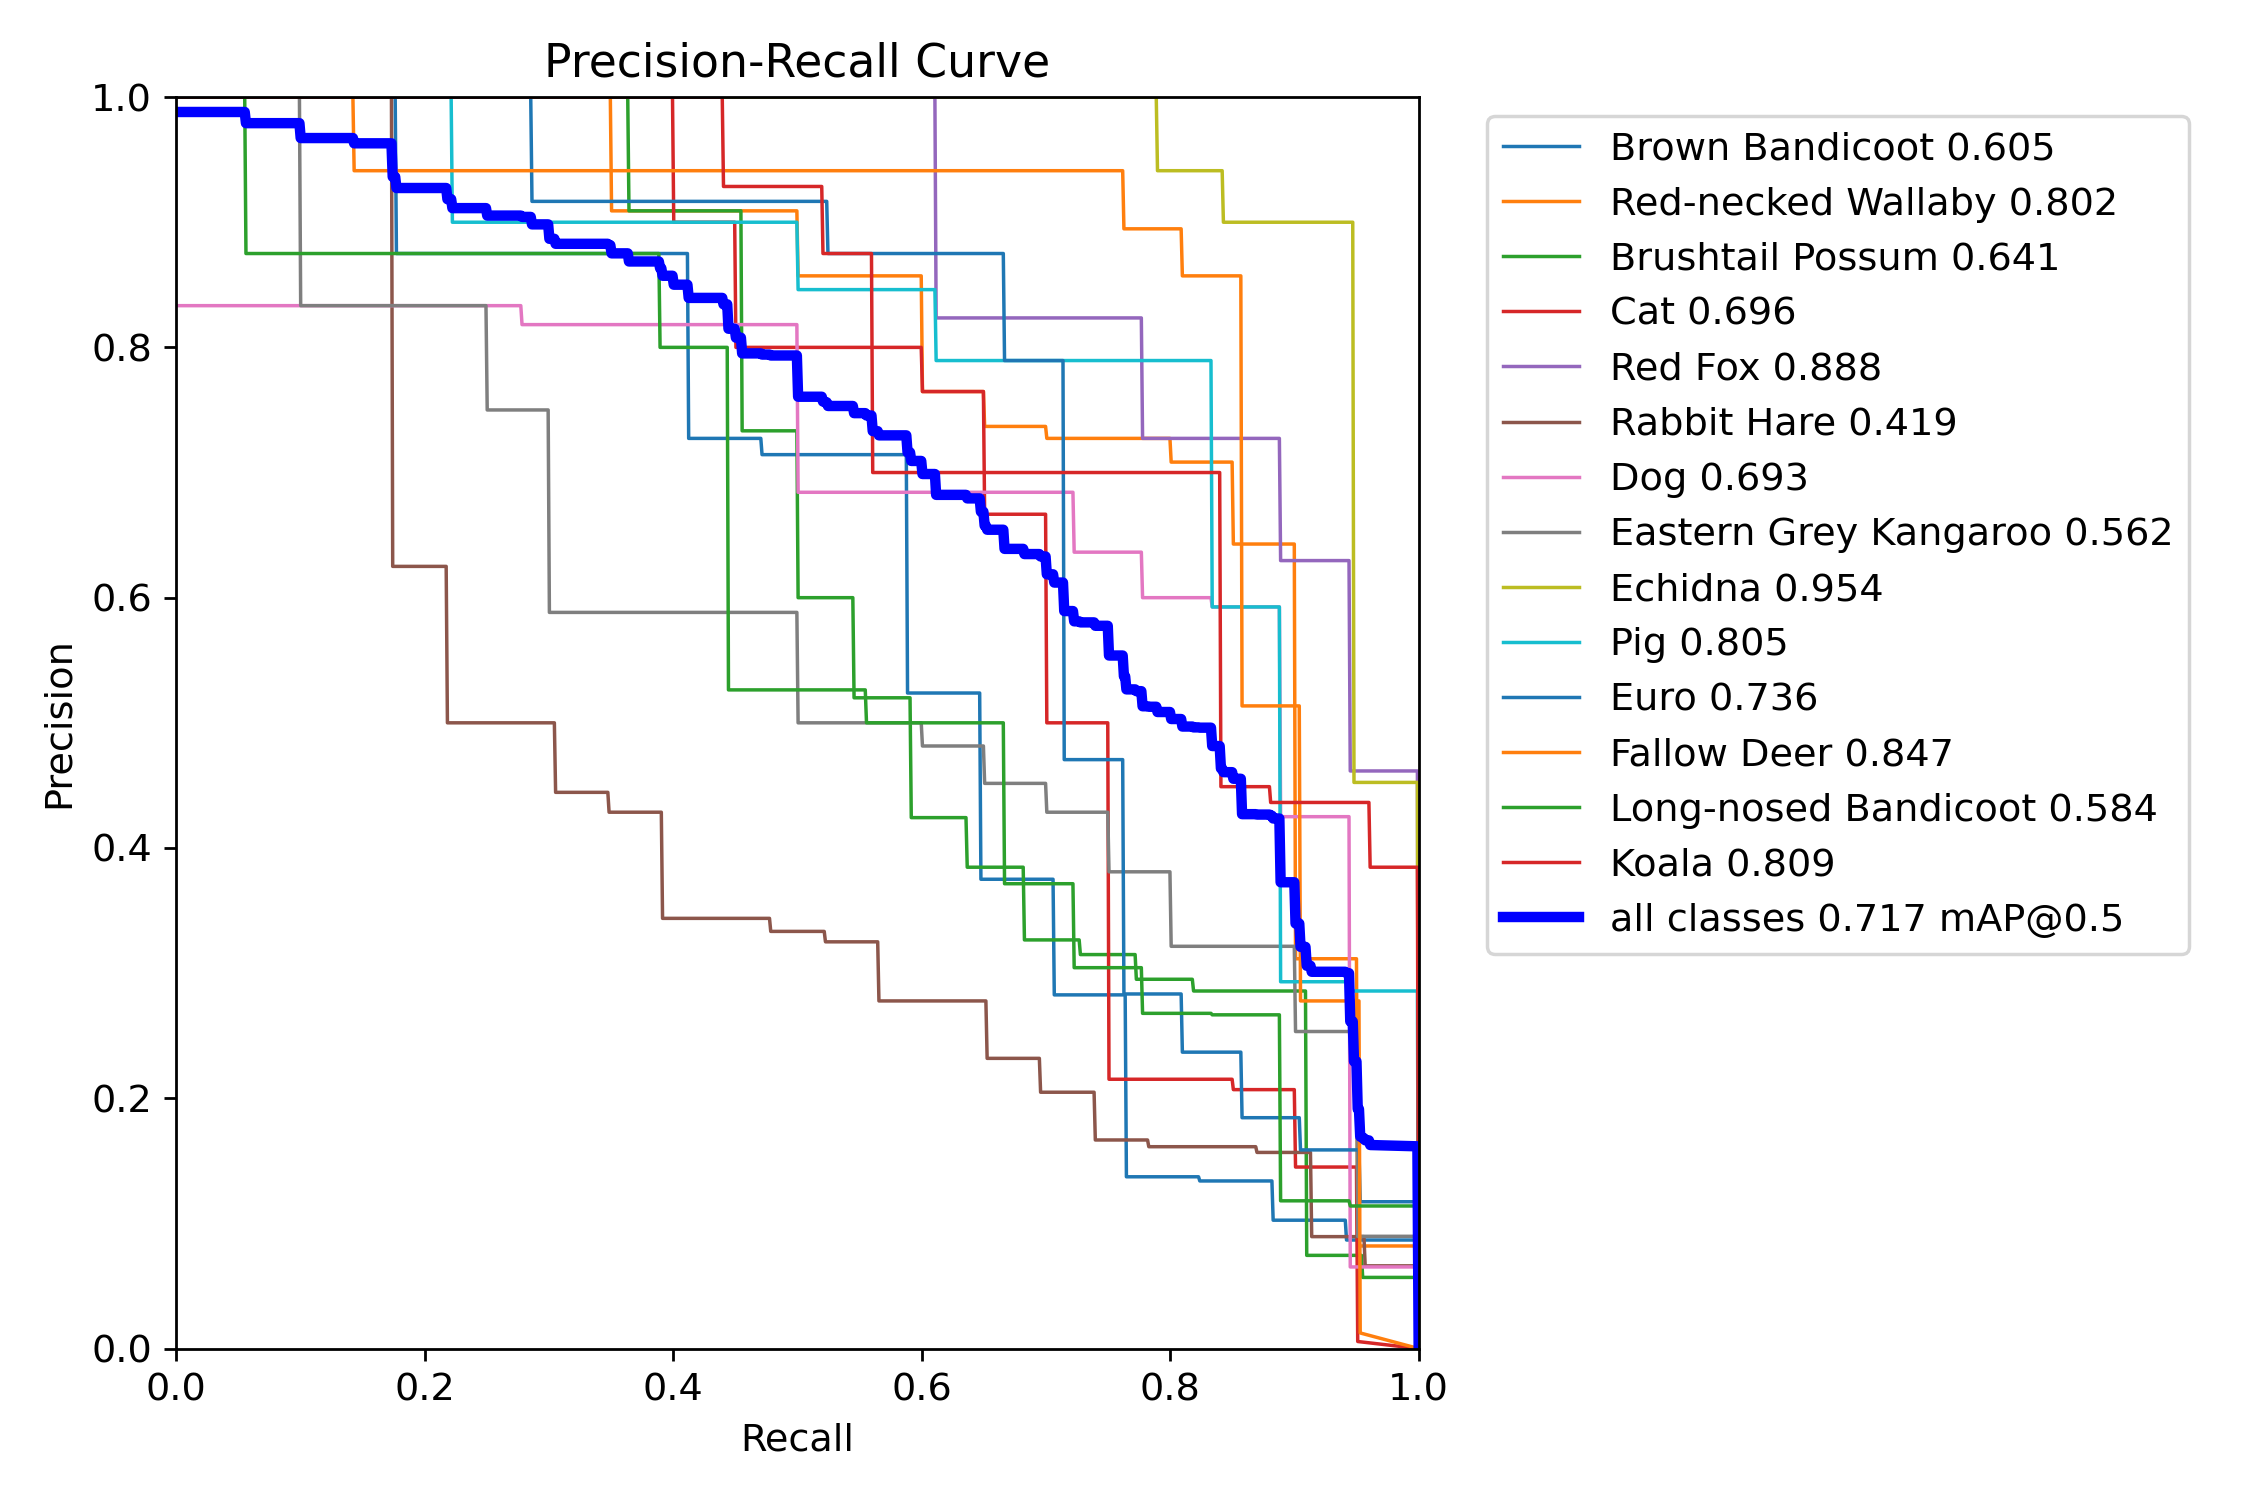 Precision-Recall Curve
1.0
0.8
0.6
0.4
0.2
0.0
Precision
0.0 0.2 0.4 0.6 0.8 1.0
Recall
Brown Bandicoot 0.605
Red-necked Wallaby 0.802
Brushtail Possum 0.641
Cat 0.696
Red Fox 0.888
Rabbit Hare 0.419
Dog 0.693
Eastern Grey Kangaroo 0.562
Echidna 0.954
Pig 0.805
Euro 0.736
Fallow Deer 0.847
Long-nosed Bandicoot 0.584
Koala 0.809
all classes 0.717 mAP@0.5